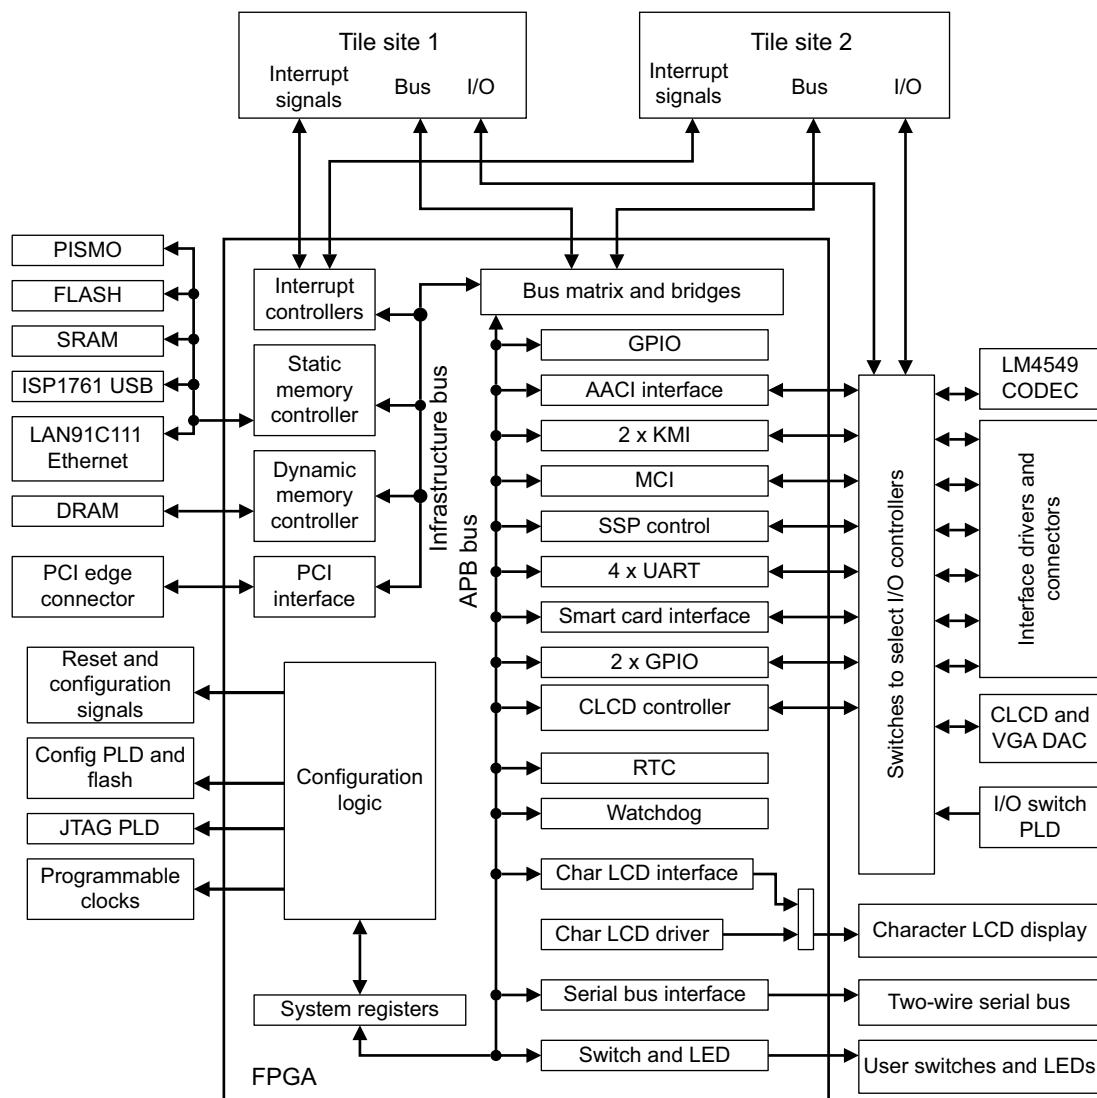 Tile site 1
Interrupt
signals
Bus
I/O
Tile site 2
Interrupt
signals
Bus
I/O
PISMO
FLASH
SRAM
ISP1761 USB
LAN91C111
Ethernet
DRAM
PCI edge
connector
Reset and
configuration
signals
Config PLD and
flash
JTAG PLD
Programmable
clocks
Interrupt
controllers
Static
memory
controller
Dynamic
memory
controller
PCI
interface
Configuration
logic
System registers
FPGA
Infrastructure bus
APB bus
Bus matrix and bridges
GPIO
AACI interface
2 x KMI
MCI
SSP control
4 x UART
Smart card interface
2 x GPIO
CLCD controller
RTC
Watchdog
Char LCD interface
Char LCD driver
Serial bus interface
Switch and LED
Switches to select I/O controllers
LM4549
CODEC
Interface drivers and
connectors
CLCD and
VGA DAC
I/O switch
PLD
Character LCD display
Two-wire serial bus
User switches and LEDs